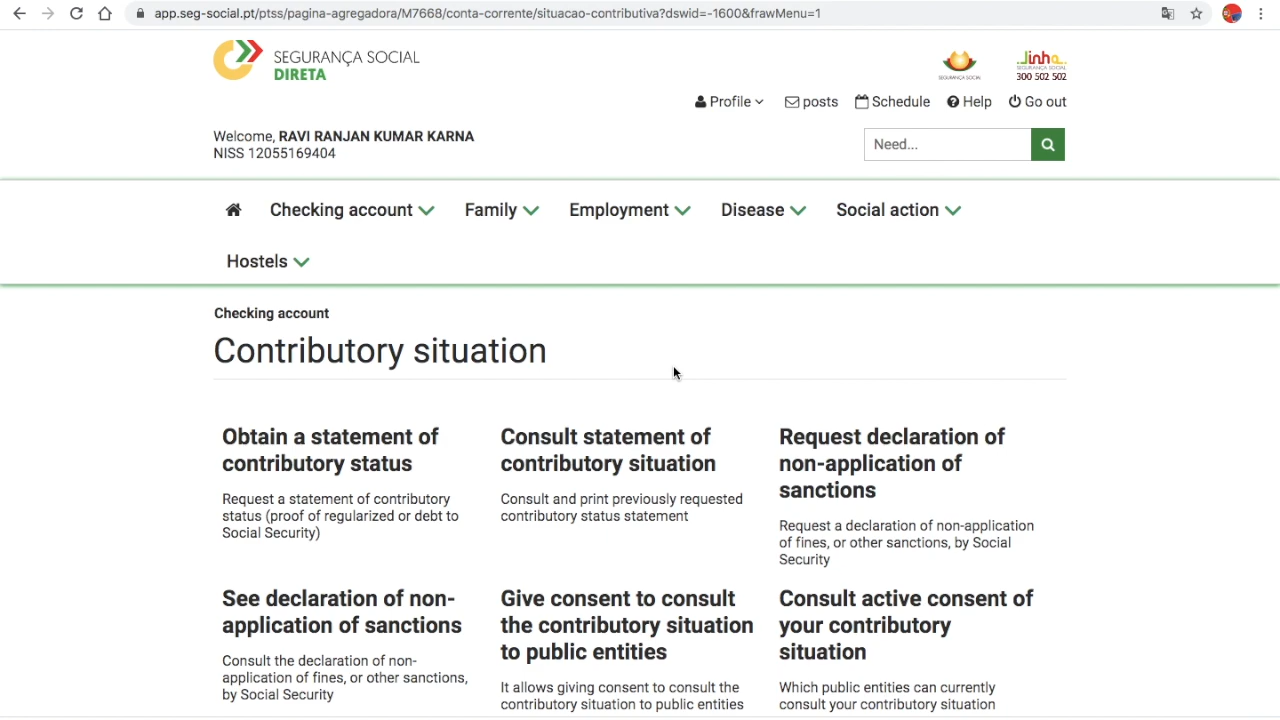 app.seg-social.pt/ptss/pagina-agregadora/M7668/conta-corrente/situacao-contributiva?dswid=-1600&frawMenu=1
SEGURANÇA SOCIAL
DIRETA
SEGURANÇA SOCIAL
Linha
SEGURANÇA SOCIAL
300 502 502
Profile posts Schedule Help Go out
Welcome, RAVI RANJAN KUMAR KARNA
NISS 12055169404
Need...
Checking account Family Employment Disease Social action
Hostels
Checking account
Contributory situation
Obtain a statement of
contributory status
Request a statement of contributory
status (proof of regularized or debt to
Social Security)
Consult statement of
contributory situation
Consult and print previously requested
contributory status statement
Request declaration of
non-application of
sanctions
Request a declaration of non-application
of fines, or other sanctions, by Social
Security
See declaration of non-
application of sanctions
Consult the declaration of non-
application of fines, or other sanctions,
by Social Security
Give consent to consult
the contributory situation
to public entities
It allows giving consent to consult the
contributory situation to public entities
Consult active consent of
your contributory
situation
Which public entities can currently
consult your contributory situation